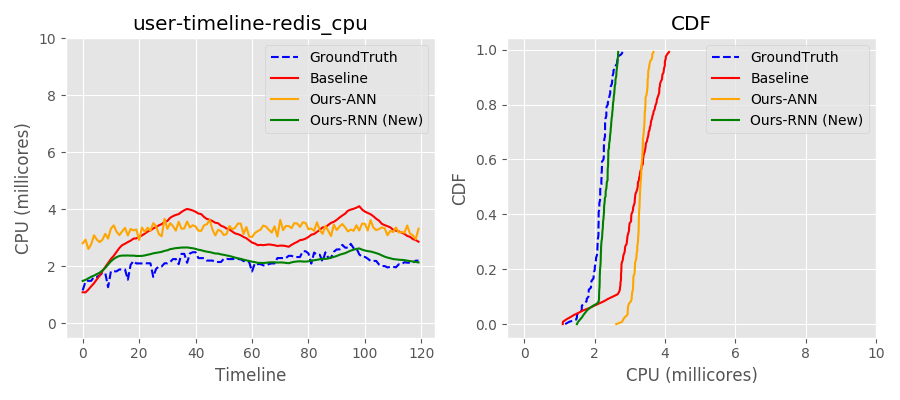 user-timeline-redis_cpu
CPU (millicores)
10
8
6
4
2
0
0
20
40
60
80
100
120
Timeline
GroundTruth
Baseline
Ours-ANN
Ours-RNN (New)
CDF
CDF
1.0
0.8
0.6
0.4
0.2
0.0
0
2
4
6
8
10
CPU (millicores)
GroundTruth
Baseline
Ours-ANN
Ours-RNN (New)